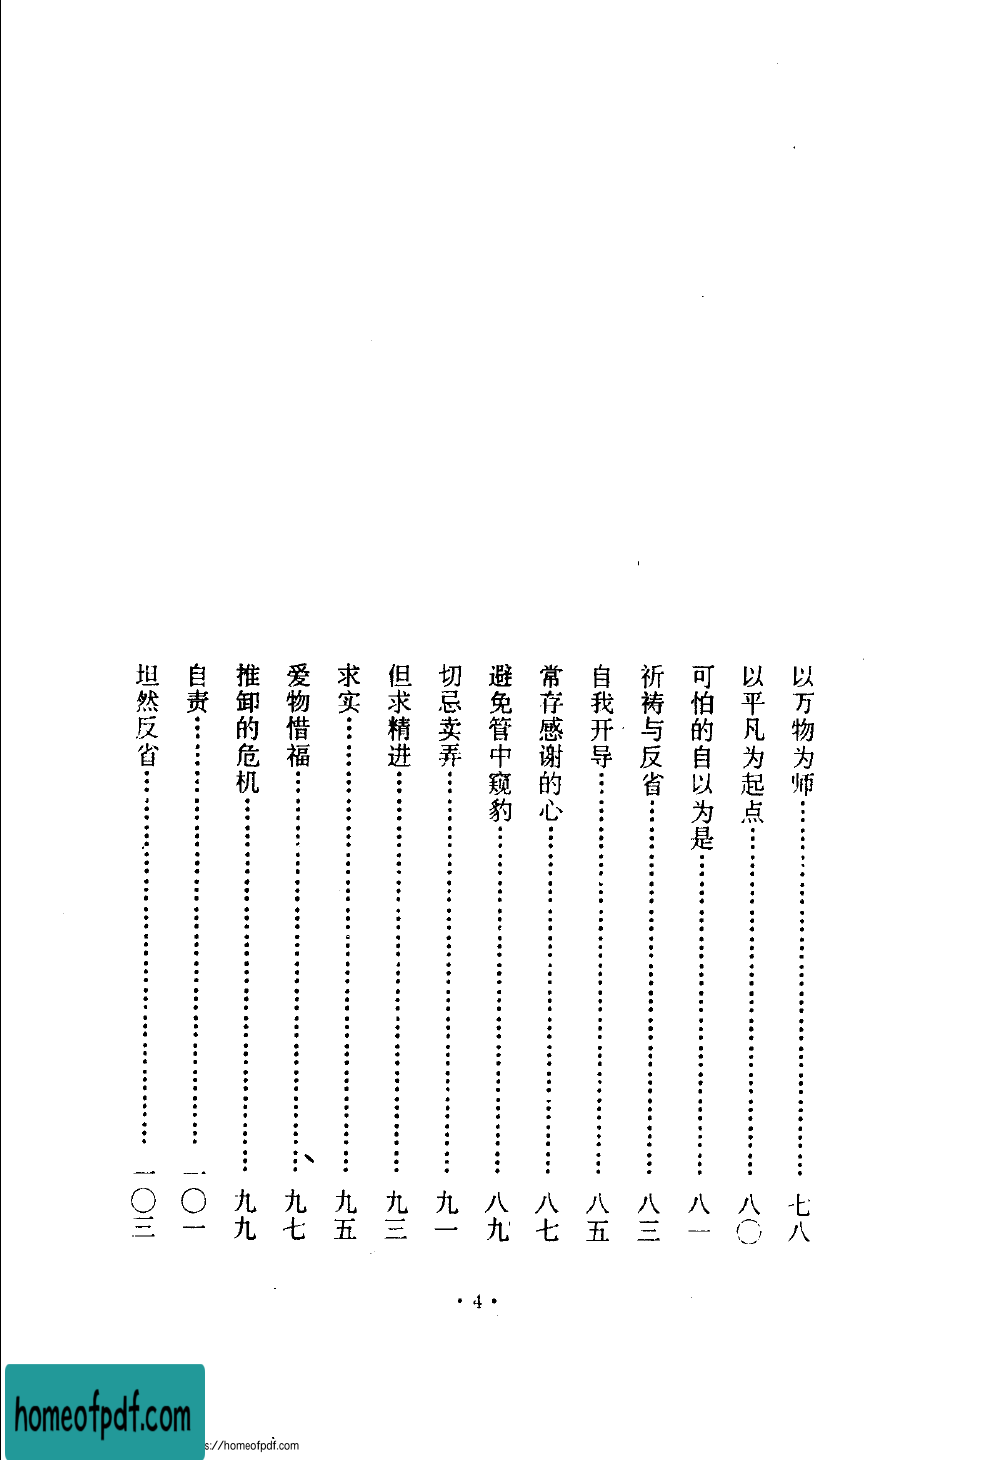 以万物为师……七八
以平凡为起点……八〇
可怕的自以为是……八一
祈祷与反省……八三
自我开导……八五
常存感谢的心……八七
避免管中窥豹……八九
切忌卖弄……九一
但求精进……九三
求实……九五
爱物惜福……九七
推卸的危机……九九
自责……一〇一
坦然反省……一〇三
·4·
homeofpdf.com
s://homeofpdf.com